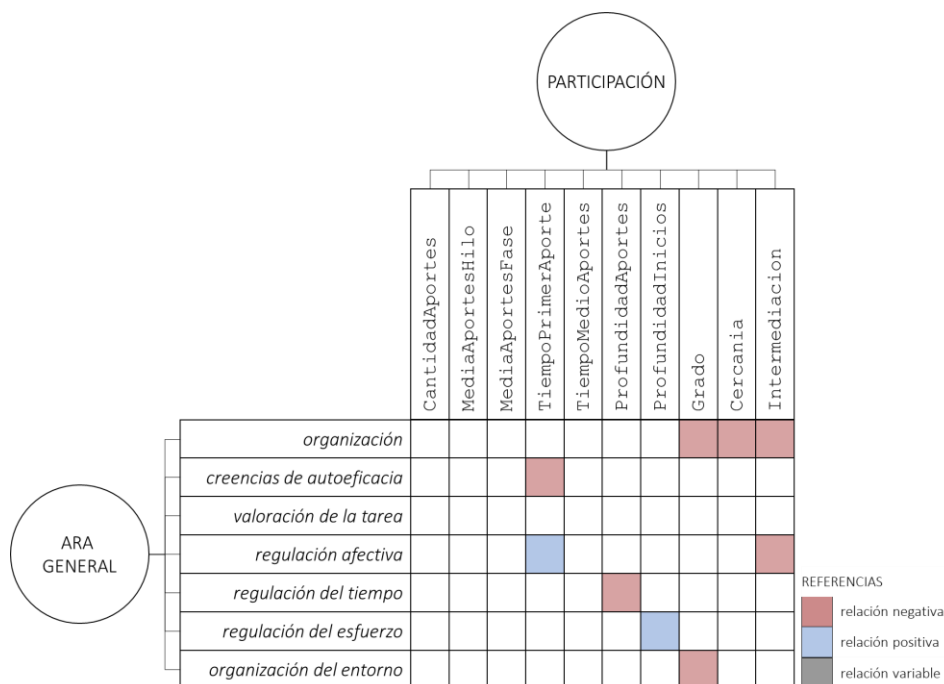 PARTICIPACIÓN
CantidadAportes
MediaAportesHilo
MediaAportesFase
TiempoPrimerAporte
TiempoMedioAportes
ProfundidadAportes
ProfundidadInicios
Grado
Cercania
Intermediacion
ARA
GENERAL
organización
creencias de autoeficacia
valoración de la tarea
regulación afectiva
regulación del tiempo
regulación del esfuerzo
organización del entorno
REFERENCIAS
relación negativa
relación positiva
relación variable